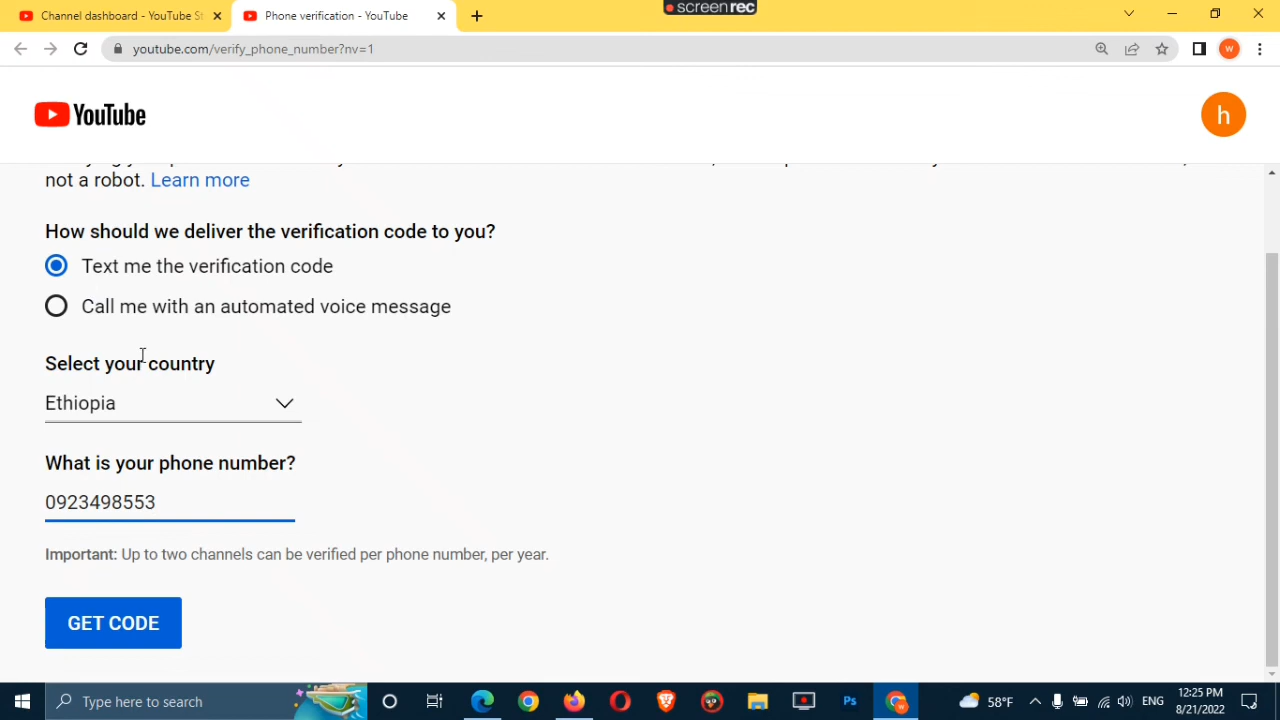 screenrec
Channel dashboard - YouTube St
Phone verification - YouTube
youtube.com/verify_phone_number?nv=1
W
YouTube
h
not a robot. Learn more
How should we deliver the verification code to you?
Text me the verification code
Call me with an automated voice message
Select your country
Ethiopia
What is your phone number?
0923498553
Important: Up to two channels can be verified per phone number, per year.
GET CODE
Type here to search
Ps
58°F
ENG
12:25 PM
8/21/2022